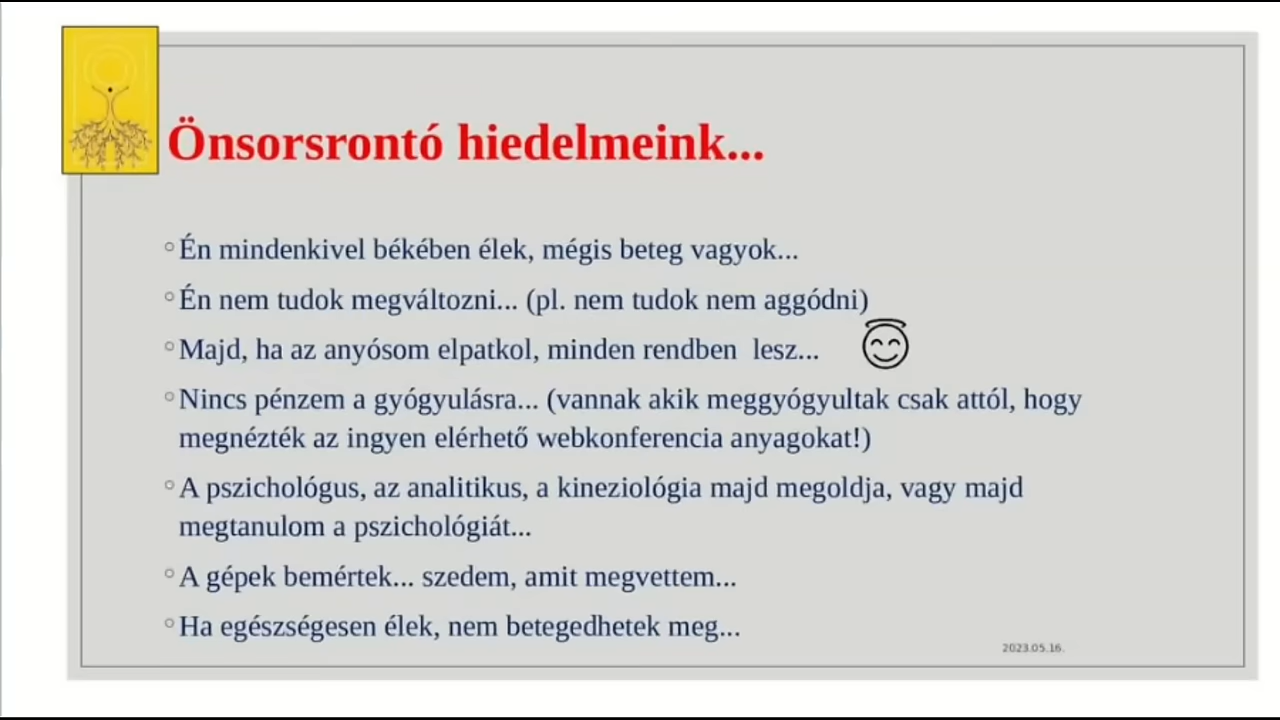 Önsorsrontó hiedelmeink...
Én mindenkivel békében élek, mégis beteg vagyok...
Én nem tudok megváltozni... (pl. nem tudok nem aggódni)
Majd, ha az anyósom elpatkol, minden rendben lesz...
Nincs pénzem a gyógyulásra... (vannak akik meggyógyultak csak attól, hogy
megnézték az ingyen elérhető webkonferencia anyagokat!)
A pszichológus, az analitikus, a kineziológia majd megoldja, vagy majd
megtanulom a pszichológiát...
A gépek bemértek... szedem, amit megvettem...
Ha egészségesen élek, nem betegedhetek meg...
2023.05.16.